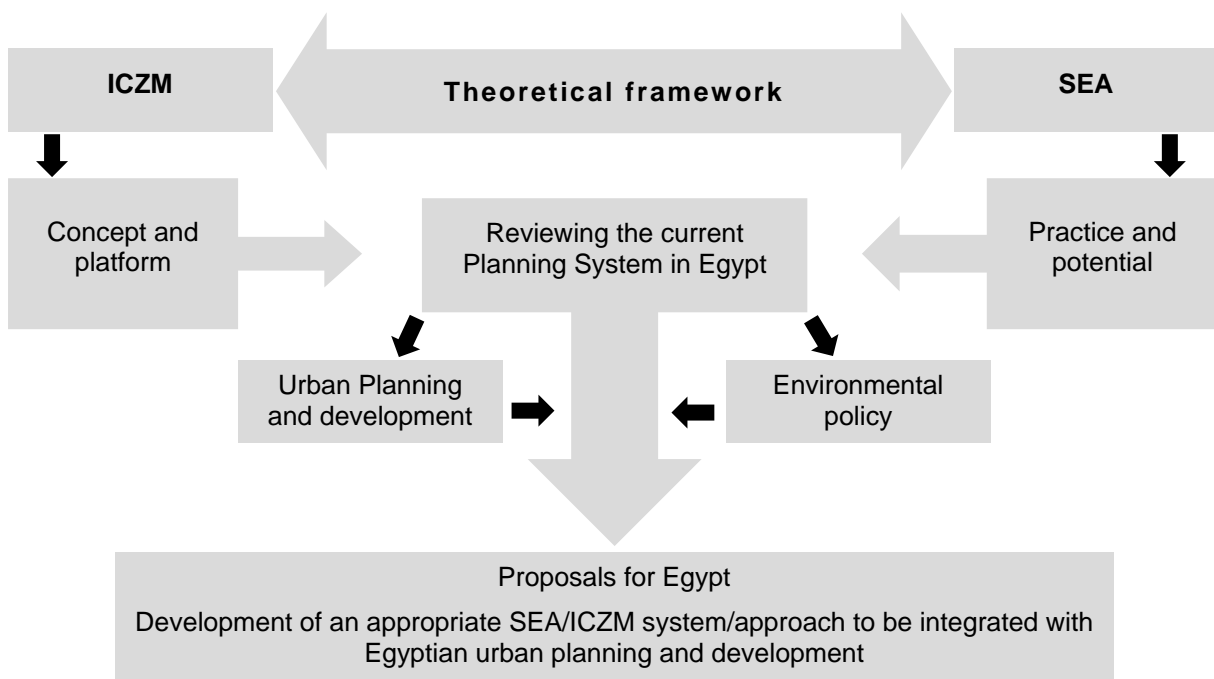 ICZM
Theoretical framework
SEA
Concept and
platform
Reviewing the current
Planning System in Egypt
Practice and
potential
Urban Planning
and development
Environmental
policy
Proposals for Egypt
Development of an appropriate SEA/ICZM system/approach to be integrated with
Egyptian urban planning and development